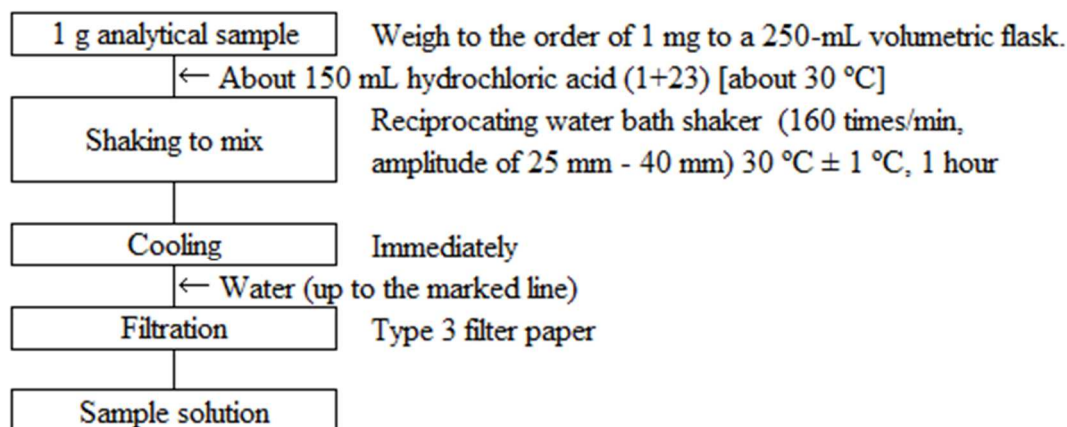 1 g analytical sample Weigh to the order of 1 mg to a 250-mL volumetric flask.
← About 150 mL hydrochloric acid (1+23) [about 30 ºC]
Shaking to mix Reciprocating water bath shaker (160 times/min,
amplitude of 25 mm - 40 mm) 30 ºC ± 1 ºC, 1 hour
Cooling Immediately
← Water (up to the marked line)
Filtration Type 3 filter paper
Sample solution